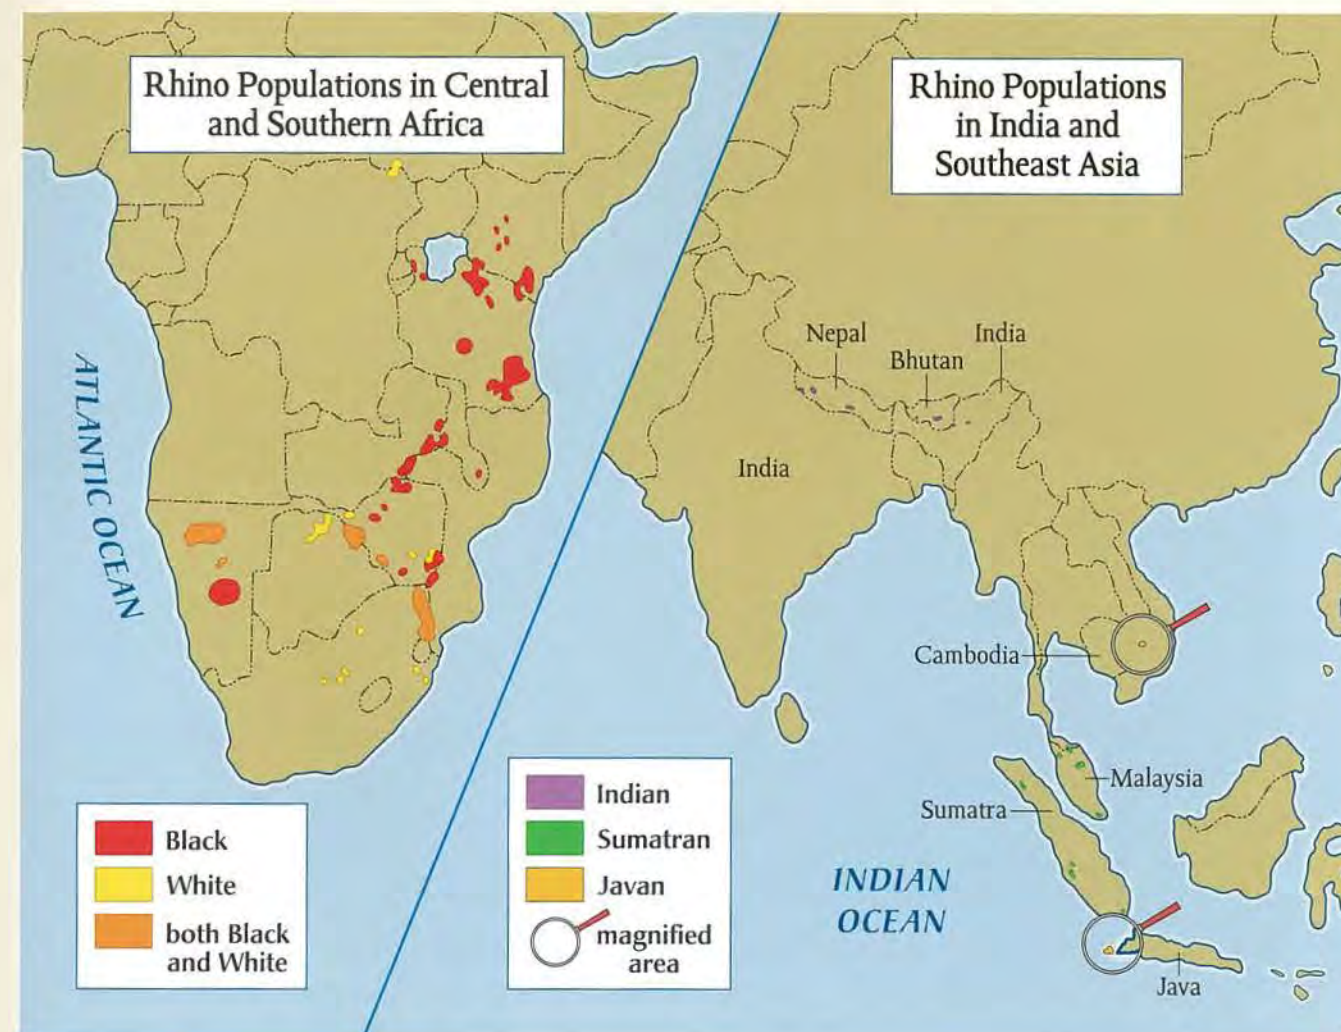 Rhino Populations in Central
and Southern Africa
Rhino Populations
in India and
Southeast Asia
Nepal
India
Bhutan
India
ATLANTIC OCEAN
Cambodia
Malaysia
Sumatra
INDIAN
OCEAN
Java
Black
White
both Black
and White
Indian
Sumatran
Javan
magnified
area